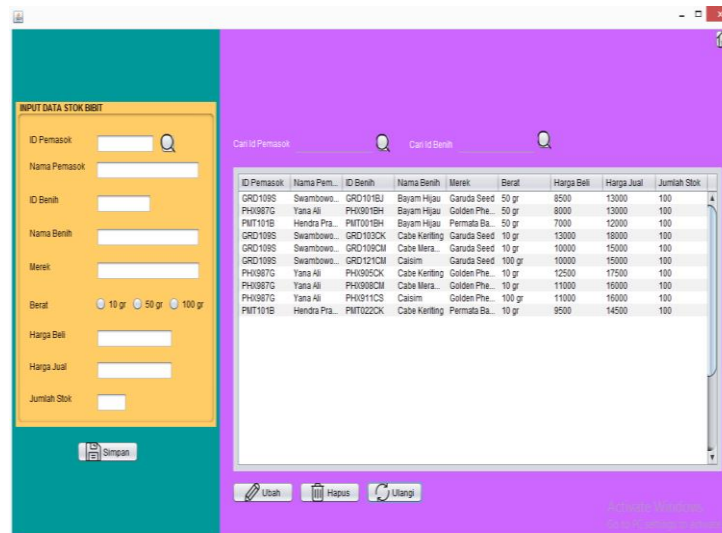 INPUT DATA STOK BIBIT
ID Pemasok
Nama Pemasok
ID Benih
Nama Benih
Merek
Berat 10 gr 50 gr 100 gr
Harga Beli
Harga Jual
Jumlah Stok
Simpan
Cari Id Pemasok Cari Id Benih
ID Pemasok Nama Pem... ID Benih Nama Benih Merek Berat Harga Beli Harga Jual Jumlah Stok
GRD109S Swambowo... GRD101BJ Bayam Hijau Garuda Seed 50 gr 8500 13000 100
PHX987G Yana Ali PHX901BH Bayam Hijau Golden Phe... 50 gr 8000 13000 100
PMT101B Hendra Pra... PMT001BH Bayam Hijau Permata Ba... 50 gr 7000 12000 100
GRD109S Swambowo... GRD103CK Cabe Keriting Garuda Seed 10 gr 13000 18000 100
GRD109S Swambowo... GRD109CM Cabe Mera... Garuda Seed 10 gr 10000 15000 100
GRD109S Swambowo... GRD121CM Caisim Garuda Seed 100 gr 10000 15000 100
PHX987G Yana Ali PHX905CK Cabe Keriting Golden Phe... 10 gr 12500 17500 100
PHX987G Yana Ali PHX908CM Cabe Mera... Golden Phe... 10 gr 11000 16000 100
PHX987G Yana Ali PHX911CS Caisim Golden Phe... 100 gr 11000 16000 100
PMT101B Hendra Pra... PMT022CK Cabe Keriting Permata Ba... 10 gr 9500 14500 100
Ubah Hapus Ulangi
Activate Windows
Go to PC settings to